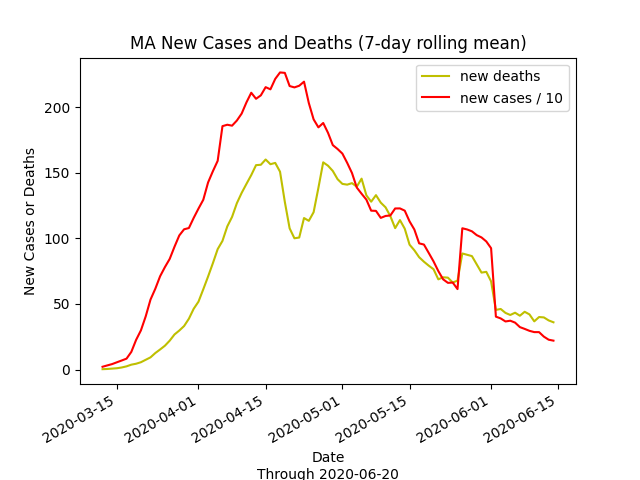 MA New Cases and Deaths (7-day rolling mean)
new deaths
new cases / 10
New Cases or Deaths
200
150
100
50
0
2020-03-15
2020-04-01
2020-04-15
2020-05-01
2020-05-15
2020-06-01
2020-06-15
Date
Through 2020-06-20